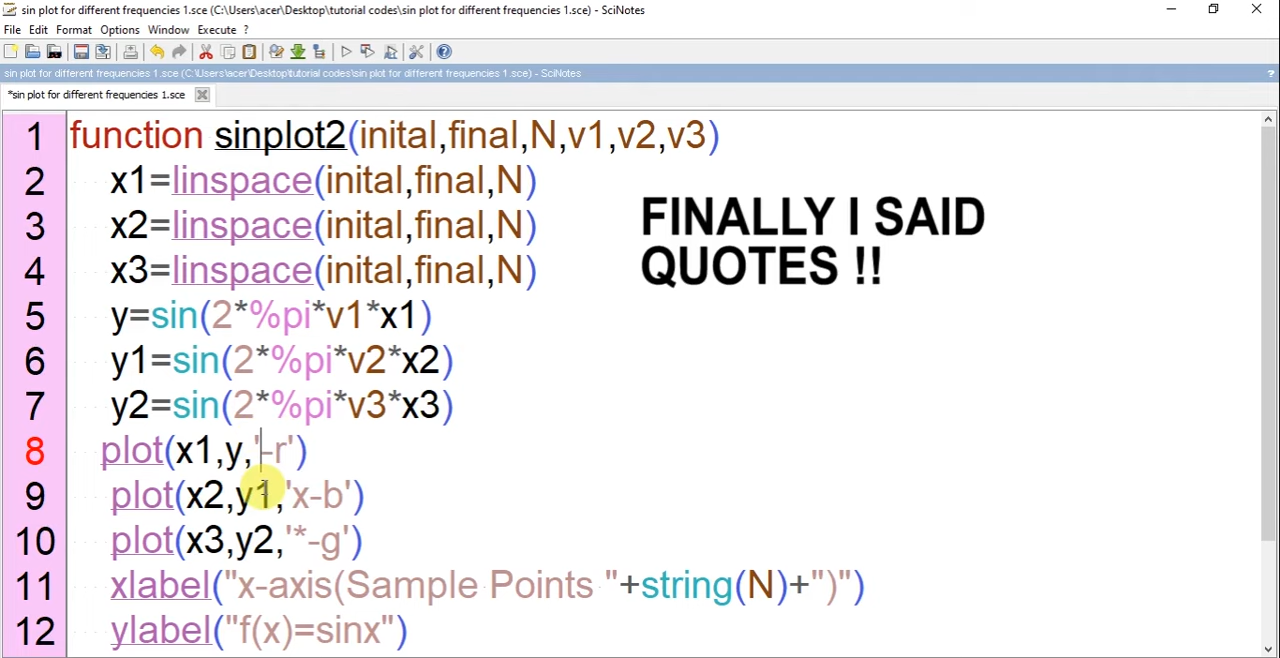 sin plot for different frequencies 1.sce (C:\Users\acer\Desktop\tutorial codes\sin plot for different frequencies 1.sce) - SciNotes
File Edit Format Options Window Execute ?
sin plot for different frequencies 1.sce (C:\Users\acer\Desktop\tutorial codes\sin plot for different frequencies 1.sce) - SciNotes ?
*sin plot for different frequencies 1.sce
1 function sinplot2(inital,final,N,v1,v2,v3)
2 x1=linspace(inital,final,N)
3 x2=linspace(inital,final,N)
4 x3=linspace(inital,final,N)
5 y=sin(2*%pi*v1*x1)
6 y1=sin(2*%pi*v2*x2)
7 y2=sin(2*%pi*v3*x3)
8 plot(x1,y,'-r')
9 plot(x2,y1,'x-b')
10 plot(x3,y2,'*-g')
11 xlabel("x-axis(Sample Points "+string(N)+")")
12 ylabel("f(x)=sinx")
FINALLY I SAID
QUOTES !!